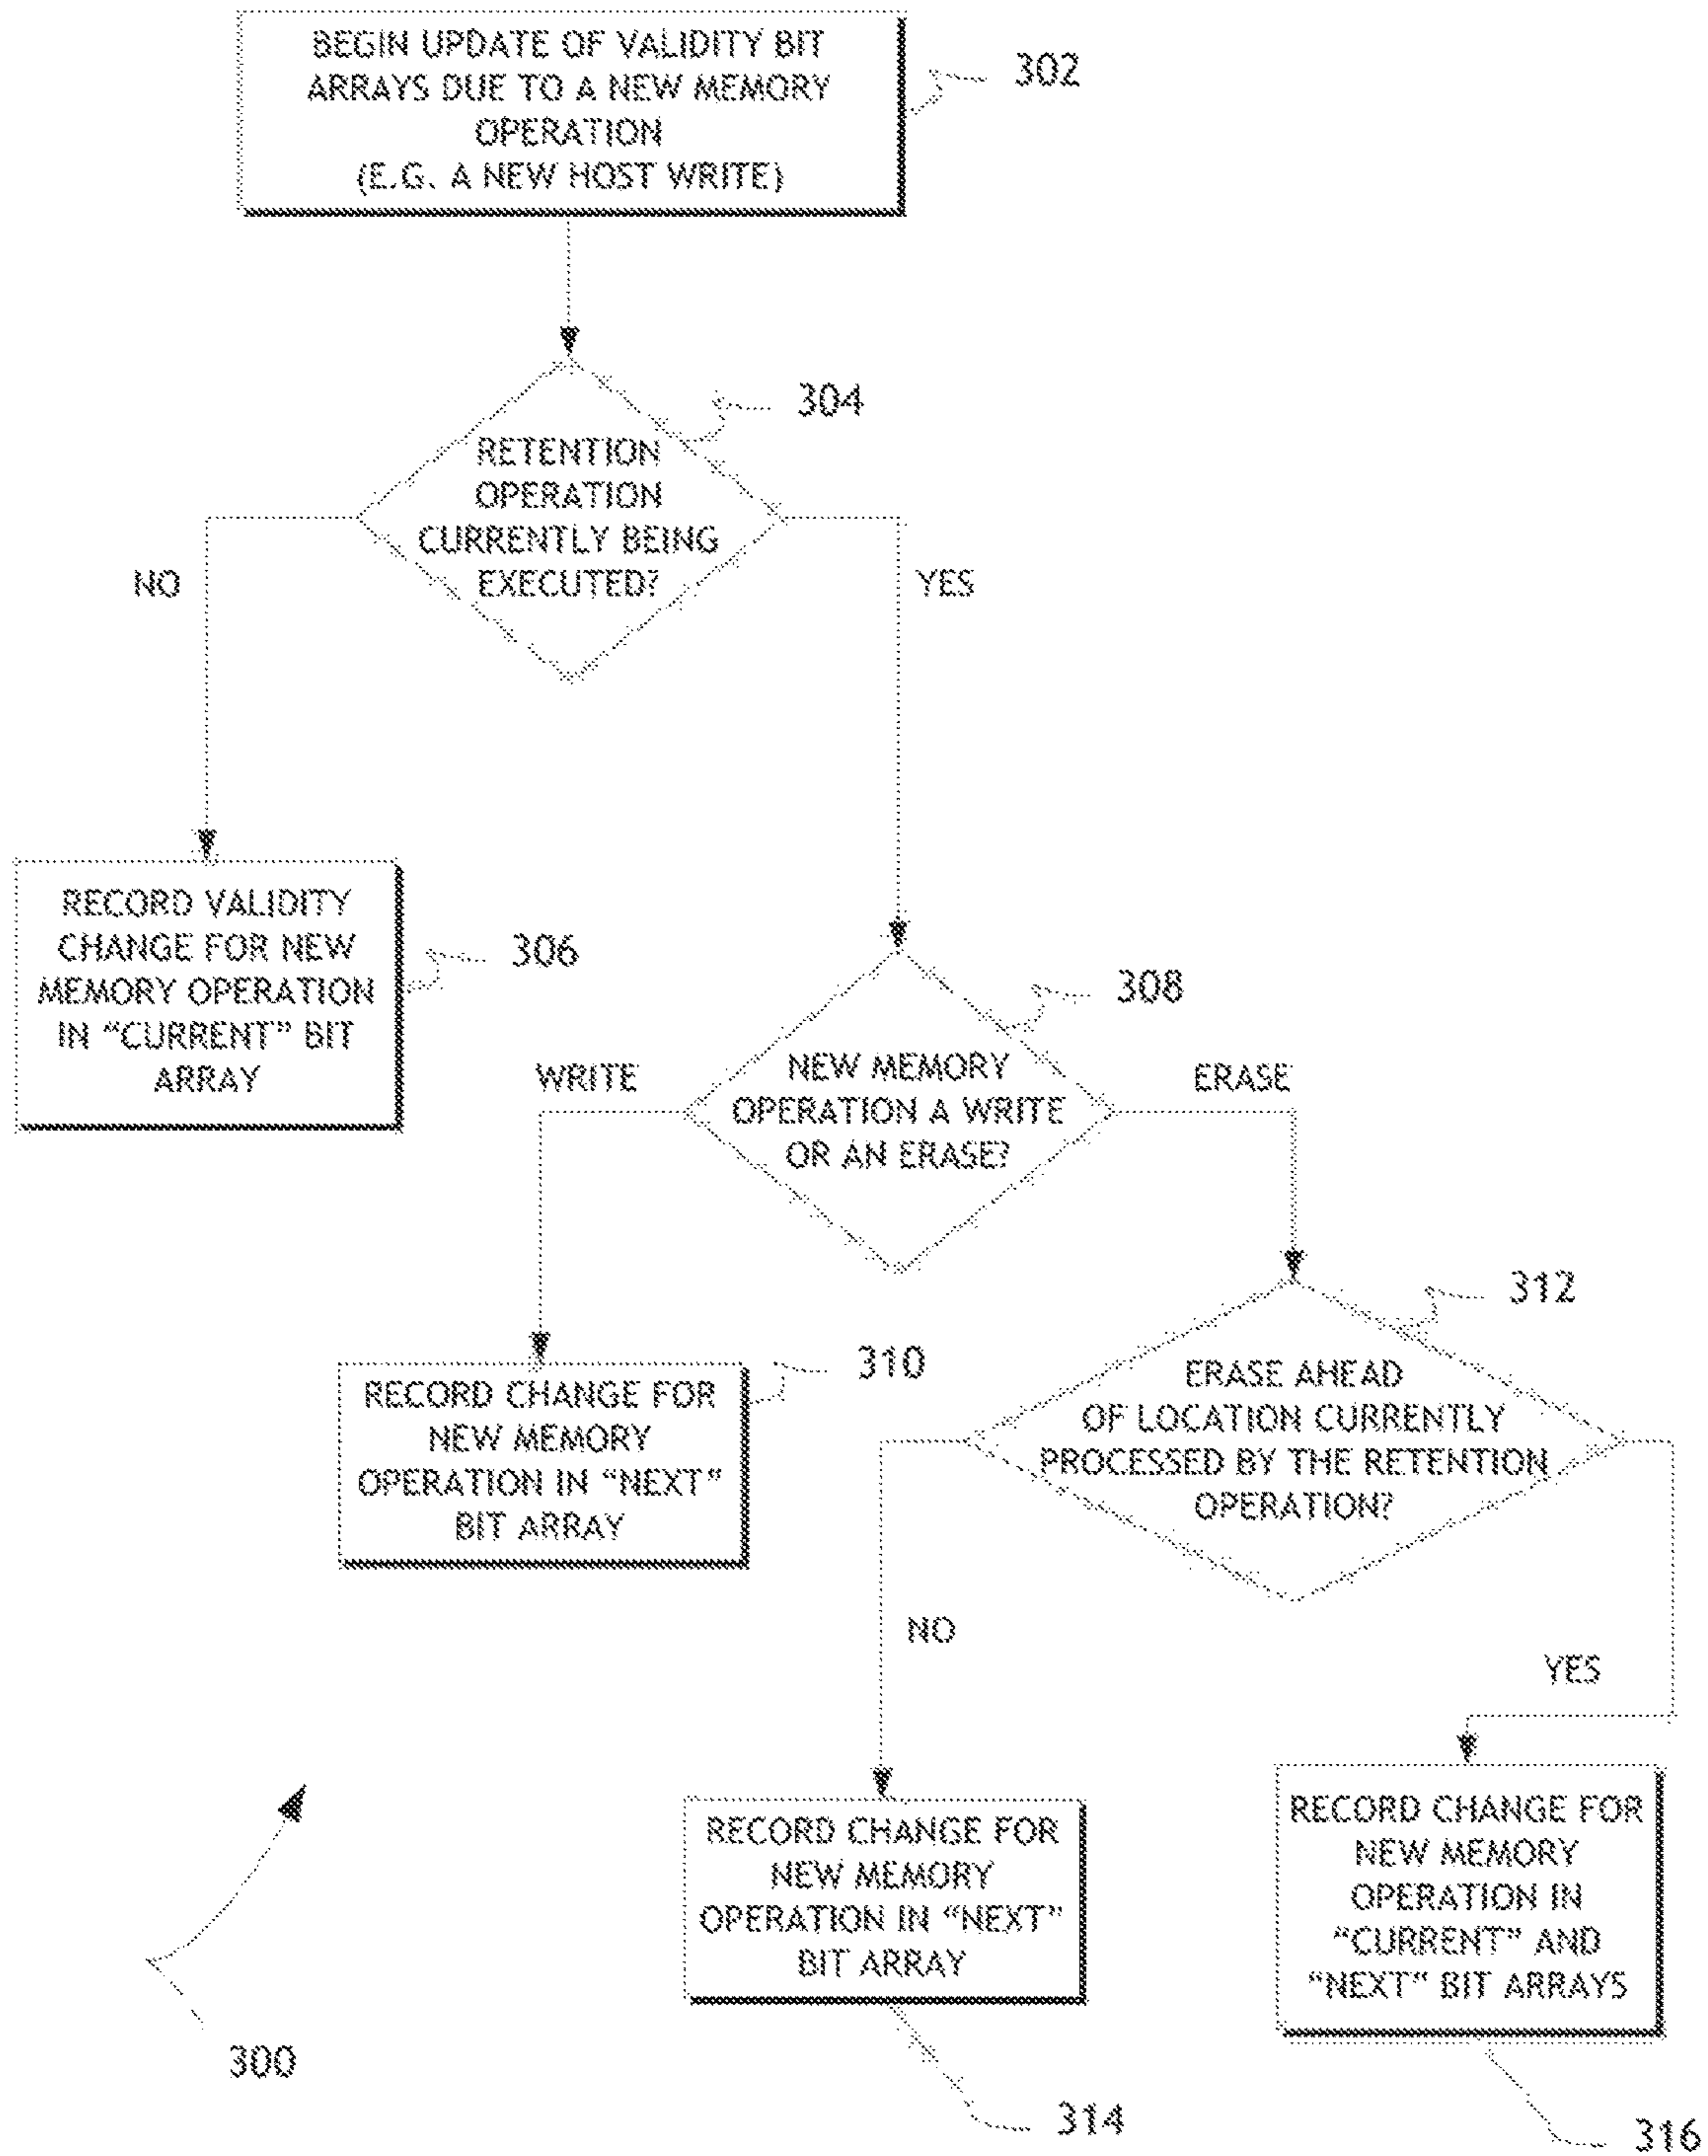 BEGIN UPDATE OF VALIDITY BIT
ARRAYS DUE TO A NEW MEMORY
OPERATION
(E.G. A NEW HOST WRITE)
302
304
RETENTION
OPERATION
CURRENTLY BEING
EXECUTED?
NO
YES
RECORD VALIDITY
CHANGE FOR NEW
MEMORY OPERATION
IN “CURRENT” BIT
ARRAY
306
308
NEW MEMORY
OPERATION A WRITE
OR AN ERASE?
WRITE
ERASE
312
310
RECORD CHANGE FOR
NEW MEMORY
OPERATION IN “NEXT”
BIT ARRAY
ERASE AHEAD
OF LOCATION CURRENTLY
PROCESSED BY THE RETENTION
OPERATION?
NO
YES
RECORD CHANGE FOR
NEW MEMORY
OPERATION IN “NEXT”
BIT ARRAY
RECORD CHANGE FOR
NEW MEMORY
OPERATION IN
“CURRENT” AND
“NEXT” BIT ARRAYS
300
314
316